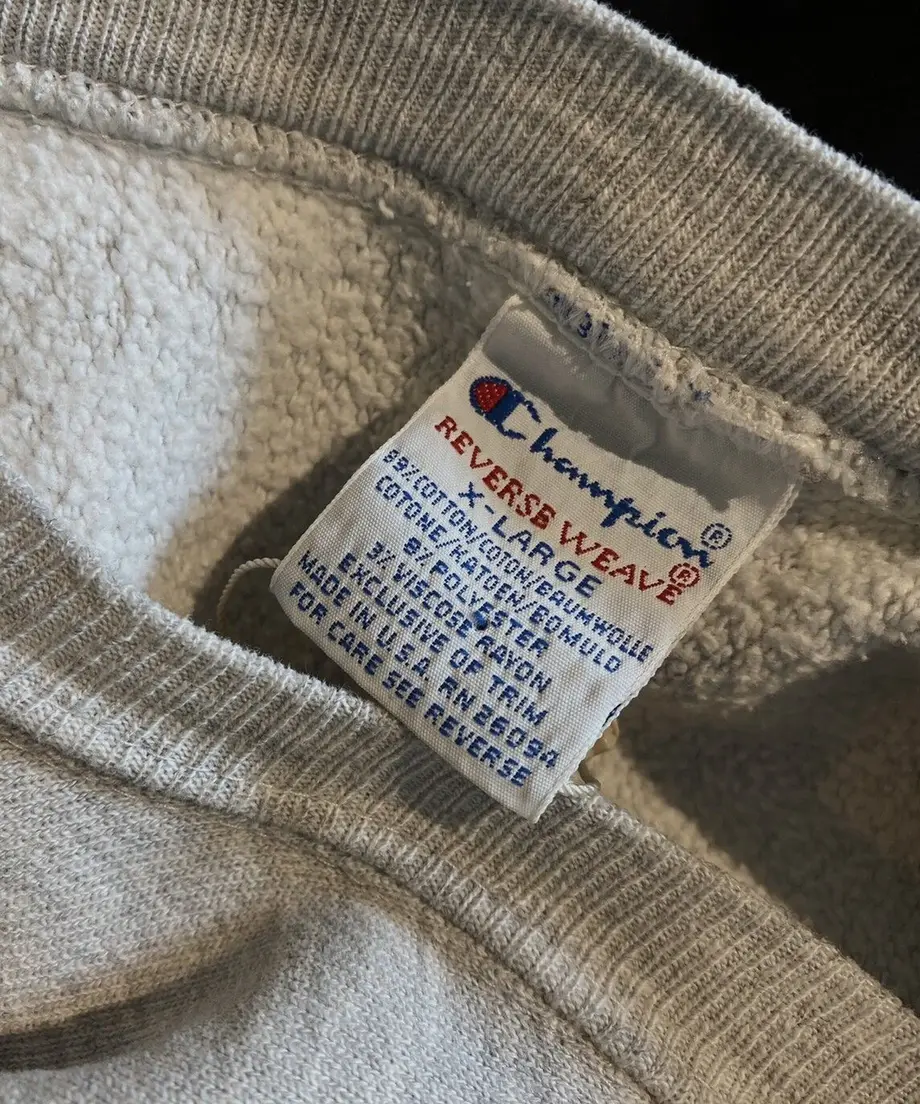 Champion®
REVERSE WEAVE®
X-LARGE
89%COTTON/COTON/BAUMWOLLE
COTONE/KATOEN/BOMULD
8% POLYESTER
3% VISCOSE RAYON
EXCLUSIVE OF TRIM
MADE IN U.S.A. RN 26094
FOR CARE SEE REVERSE